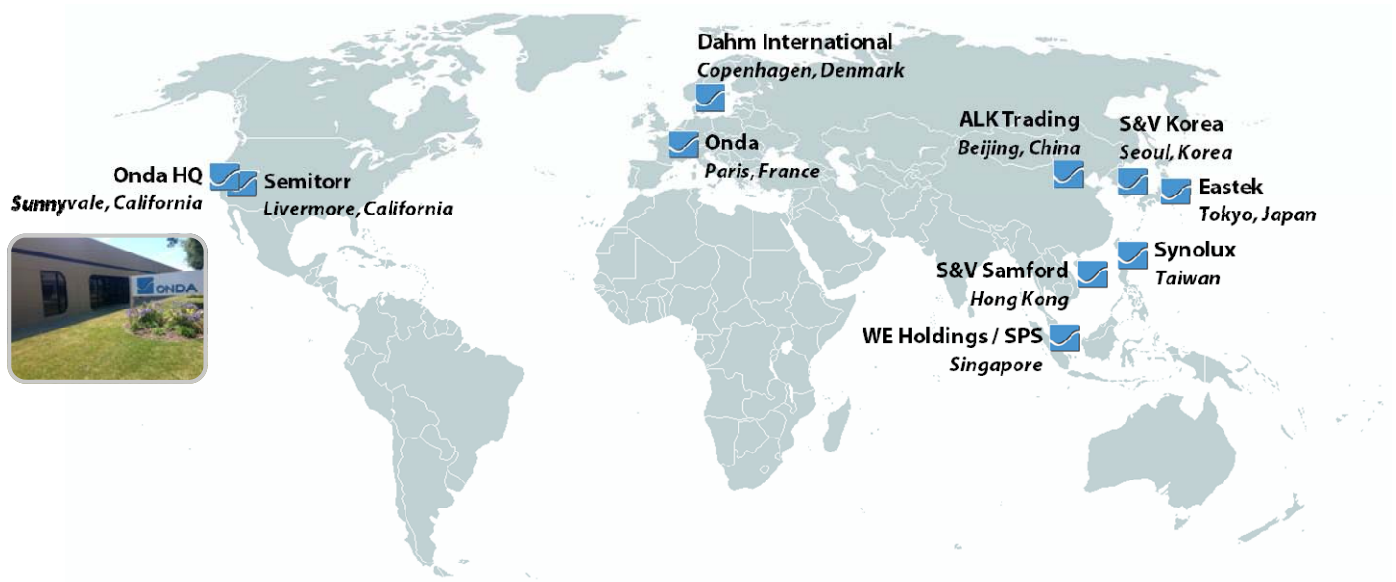 Dahm International
Copenhagen, Denmark
Onda
Paris, France
ALK Trading
Beijing, China
S&V Korea
Seoul, Korea
Eastek
Tokyo, Japan
Onda HQ
Sunnyvale, California
Semitorr
Livermore, California
Synolux
Taiwan
S&V Samford
Hong Kong
WE Holdings / SPS
Singapore
ONDA